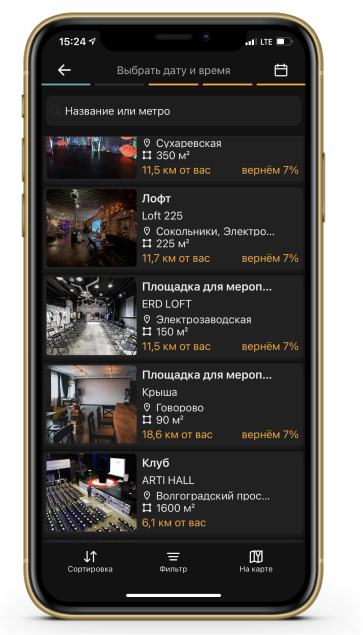 15:24
LTE
Выбрать дату и время
Название или метро
Сухаревская
350 м²
11,5 км от вас вернём 7%
Лофт
Loft 225
Сокольники, Электро...
225 м²
11,7 км от вас вернём 7%
Площадка для мероп...
ERD LOFT
Электрозаводская
150 м²
11,5 км от вас вернём 7%
Площадка для мероп...
Крыша
Говорово
90 м²
18,6 км от вас вернём 7%
Клуб
ARTI HALL
Волгоградский прос...
1600 м²
6,1 км от вас
Сортировка Фильтр На карте